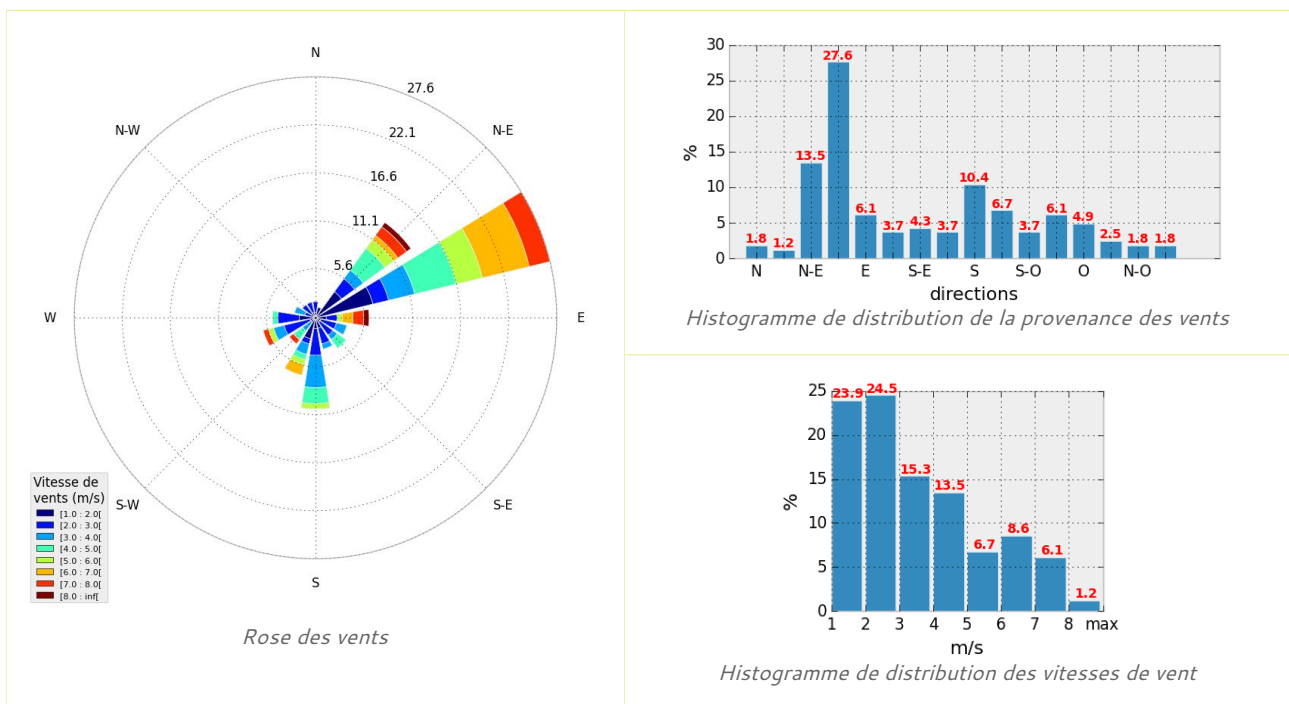 N
27.6
N-W
N-E
22.1
16.6
11.1
5.6
W
E
S-W
S-E
S
Vitesse de
vents (m/s)
[1.0 : 2.0[
[2.0 : 3.0[
[3.0 : 4.0[
[4.0 : 5.0[
[5.0 : 6.0[
[6.0 : 7.0[
[7.0 : 8.0[
[8.0 : inf[
Rose des vents
30
25
20
15
10
5
0
%
1.8 1.2 13.5 27.6 6.1 3.7 4.3 3.7 10.4 6.7 3.7 6.1 4.9 2.5 1.8 1.8
N N-E E S-E S S-O O N-O
directions
Histogramme de distribution de la provenance des vents
25
20
15
10
5
0
%
23.9 24.5 15.3 13.5 6.7 8.6 6.1 1.2
1 2 3 4 5 6 7 8 max
m/s
Histogramme de distribution des vitesses de vent